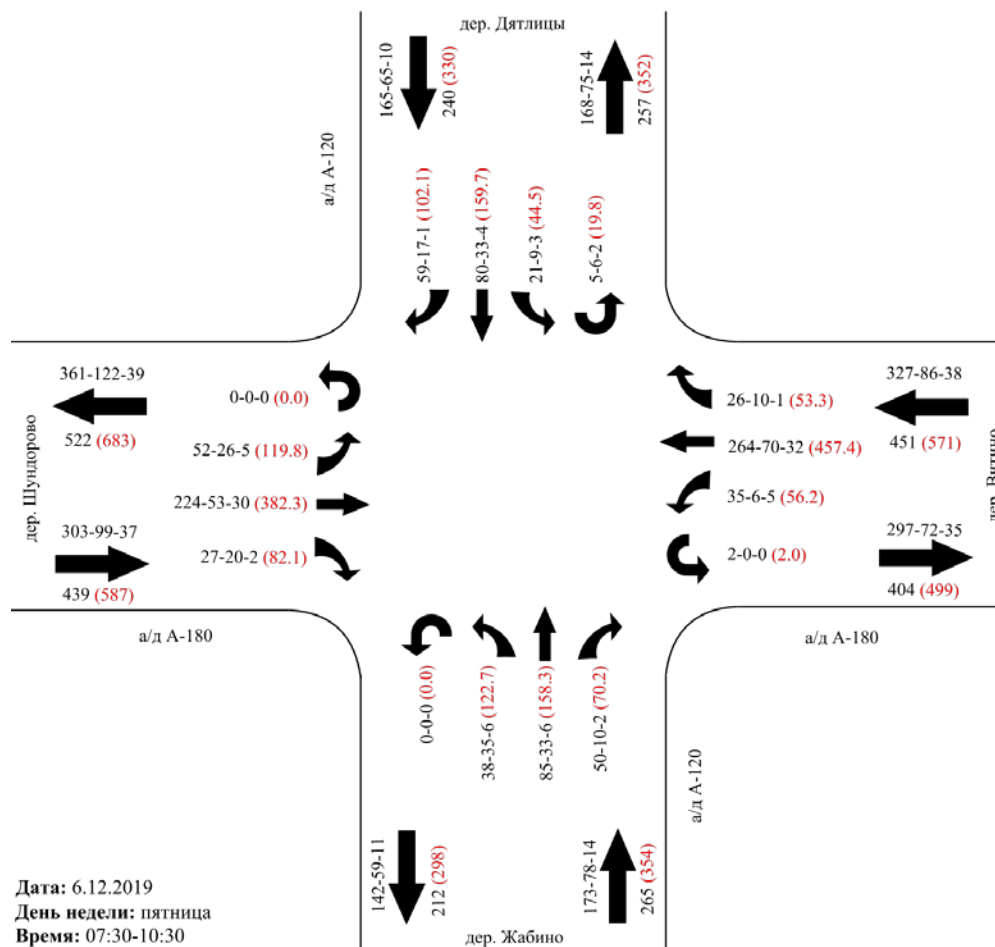 дер. Дятлицы
165-65-10
240 (330)
168-75-14
257 (352)
а/д А-120
59-17-1 (102.1)
80-33-4 (159.7)
21-9-3 (44.5)
5-6-2 (19.8)
361-122-39
522 (683)
дер. Шундорово
303-99-37
439 (587)
0-0-0 (0.0)
52-26-5 (119.8)
224-53-30 (382.3)
27-20-2 (82.1)
26-10-1 (53.3)
264-70-32 (457.4)
35-6-5 (56.2)
2-0-0 (2.0)
327-86-38
451 (571)
дер. Витино
297-72-35
404 (499)
а/д А-180
а/д А-180
0-0-0 (0.0)
38-35-6 (122.7)
85-33-6 (158.3)
50-10-2 (70.2)
а/д А-120
142-59-11
212 (298)
173-78-14
265 (354)
Дата: 6.12.2019
День недели: пятница
Время: 07:30-10:30
дер. Жабино